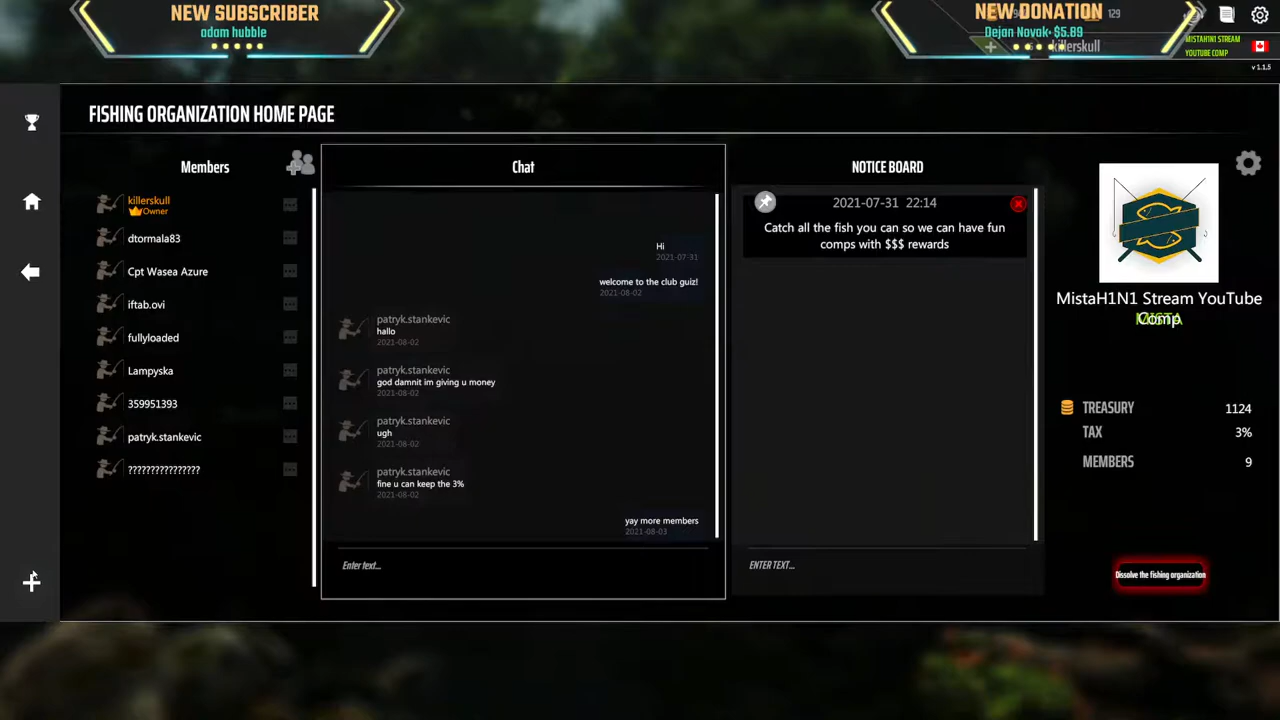 NEW SUBSCRIBER
adam hubble
NEW DONATION
Dejan Novak- $5.89
129
killerskull
MISTAH1N1 STREAM
YOUTUBE COMP
v 1.1.5
FISHING ORGANIZATION HOME PAGE
Members
killerskull
Owner
dtormala83
Cpt Wasea Azure
iftab.ovi
fullyloaded
Lampyska
359951393
patryk.stankevic
????????????????
Chat
Hi
2021-07-31
welcome to the club guiz!
2021-08-02
patryk.stankevic
hallo
2021-08-02
patryk.stankevic
god damnit im giving u money
2021-08-02
patryk.stankevic
ugh
2021-08-02
patryk.stankevic
fine u can keep the 3%
2021-08-02
yay more members
2021-08-03
Enter text...
NOTICE BOARD
2021-07-31 22:14
Catch all the fish you can so we can have fun
comps with $$$ rewards
ENTER TEXT...
MistaH1N1 Stream YouTube
Comp
MISTA
TREASURY 1124
TAX 3%
MEMBERS 9
Dissolve the fishing organization